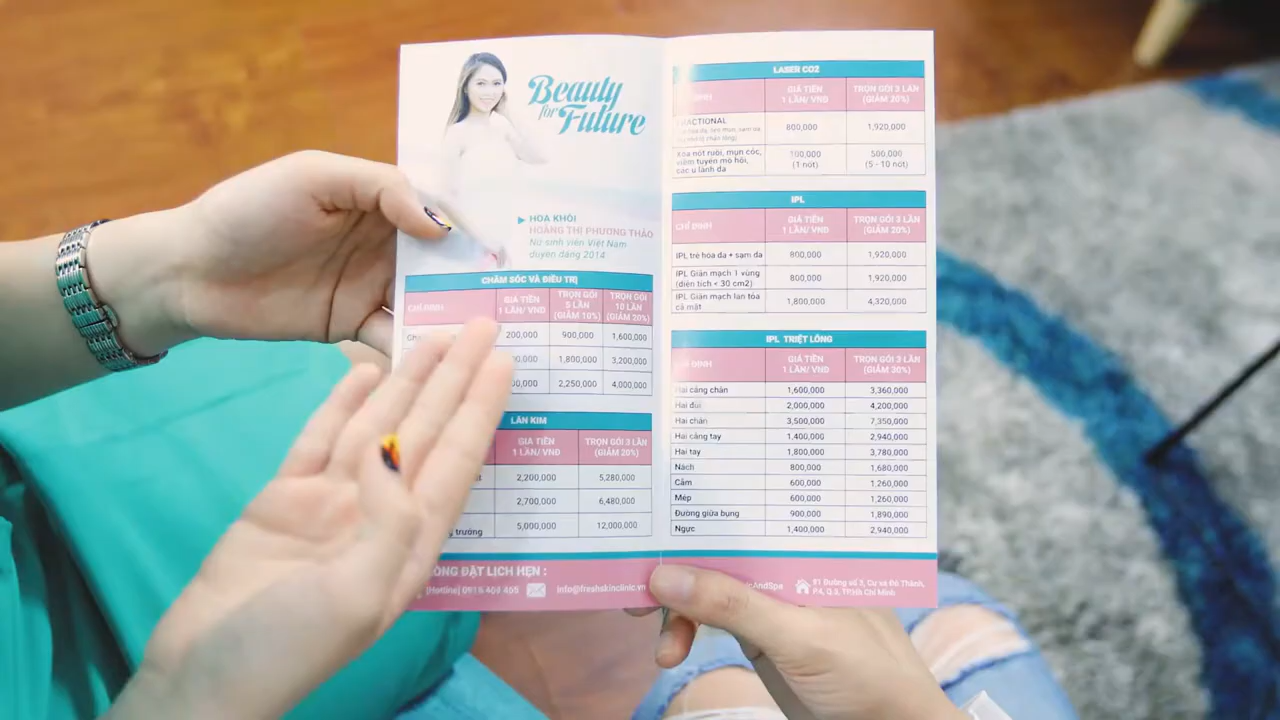 Beauty
for Future
HOA KHÔI
HOÀNG THỊ PHƯƠNG THẢO
Nữ sinh viên Việt Nam
duyên dáng 2014
CHĂM SÓC VÀ ĐIỀU TRỊ
CHỈ ĐỊNH
GIÁ TIỀN
1 LẦN/ VNĐ
TRỌN GÓI
5 LẦN
(GIẢM 10%)
TRỌN GÓI
10 LẦN
(GIẢM 20%)
200,000 900,000 1,600,000
1,800,000 3,200,000
2,250,000 4,000,000
LĂN KIM
GIÁ TIỀN
1 LẦN/ VNĐ
TRỌN GÓI 3 LẦN
(GIẢM 20%)
2,200,000 5,280,000
2,700,000 6,480,000
trường 5,000,000 12,000,000
ĐẶT LỊCH HẸN :
info@freshskinclinic.vn
LASER CO2
GIÁ TIỀN
1 LẦN/ VNĐ
TRỌN GÓI 3 LẦN
(GIẢM 20%)
800,000 1,920,000
Xóa nốt ruồi, mụn cóc,
viêm tuyến mồ hôi,
các u lành da
100,000
(1 nốt)
500,000
(5 - 10 nốt)
IPL
CHỈ ĐỊNH
GIÁ TIỀN
1 LẦN/ VNĐ
TRỌN GÓI 3 LẦN
(GIẢM 20%)
IPL trẻ hóa da + sạm da 800,000 1,920,000
IPL Giãn mạch 1 vùng
(diện tích < 30 cm2)
800,000 1,920,000
IPL Giãn mạch lan tỏa
cả mặt
1,800,000 4,320,000
IPL TRIỆT LÔNG
GIÁ TIỀN
1 LẦN/ VNĐ
TRỌN GÓI 3 LẦN
(GIẢM 30%)
Hai cẳng chân 1,600,000 3,360,000
Hai đùi 2,000,000 4,200,000
Hai chân 3,500,000 7,350,000
Hai cẳng tay 1,400,000 2,940,000
Hai tay 1,800,000 3,780,000
Nách 800,000 1,680,000
Cằm 600,000 1,260,000
Mép 600,000 1,260,000
Đường giữa bụng 900,000 1,890,000
Ngực 1,400,000 2,940,000
81 Đường số 3, Cư xá Đô Thành,
P.4, Q.3, TP.Hồ Chí Minh